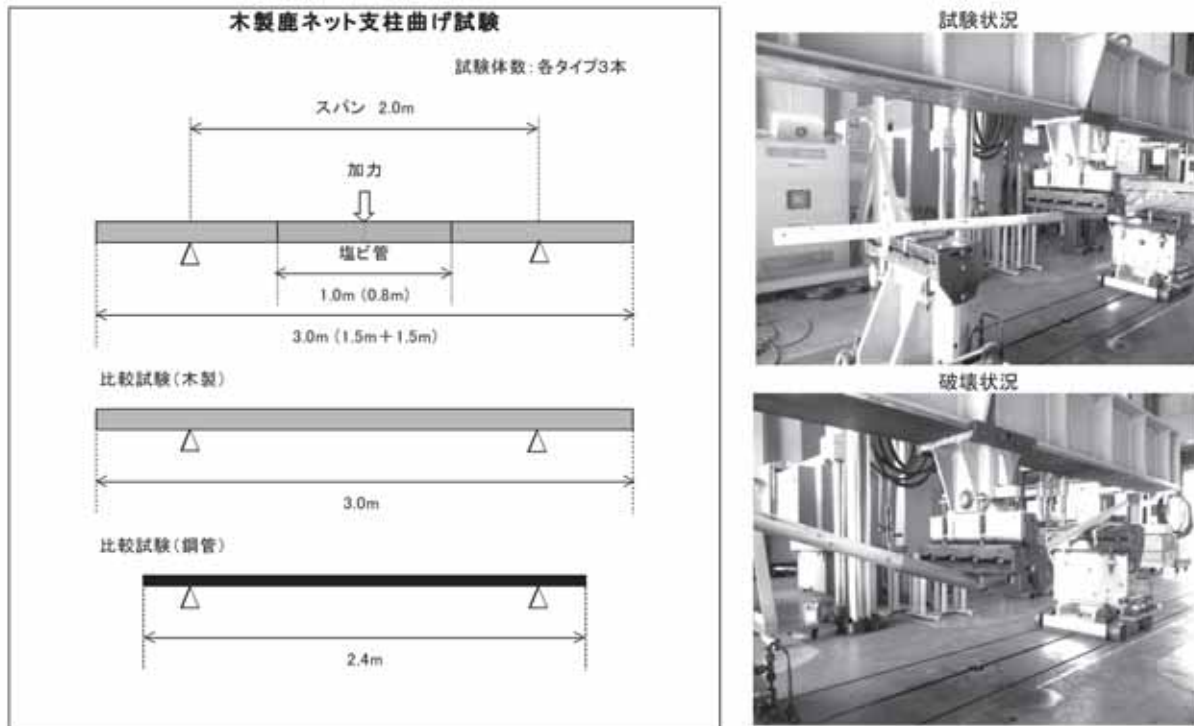 木製鹿ネット支柱曲げ試験
試験体数:各タイプ3本
スパン 2.0m
加力
塩ビ管
1.0m (0.8m)
3.0m (1.5m+1.5m)
比較試験(木製)
3.0m
比較試験(鋼管)
2.4m
試験状況
破壊状況